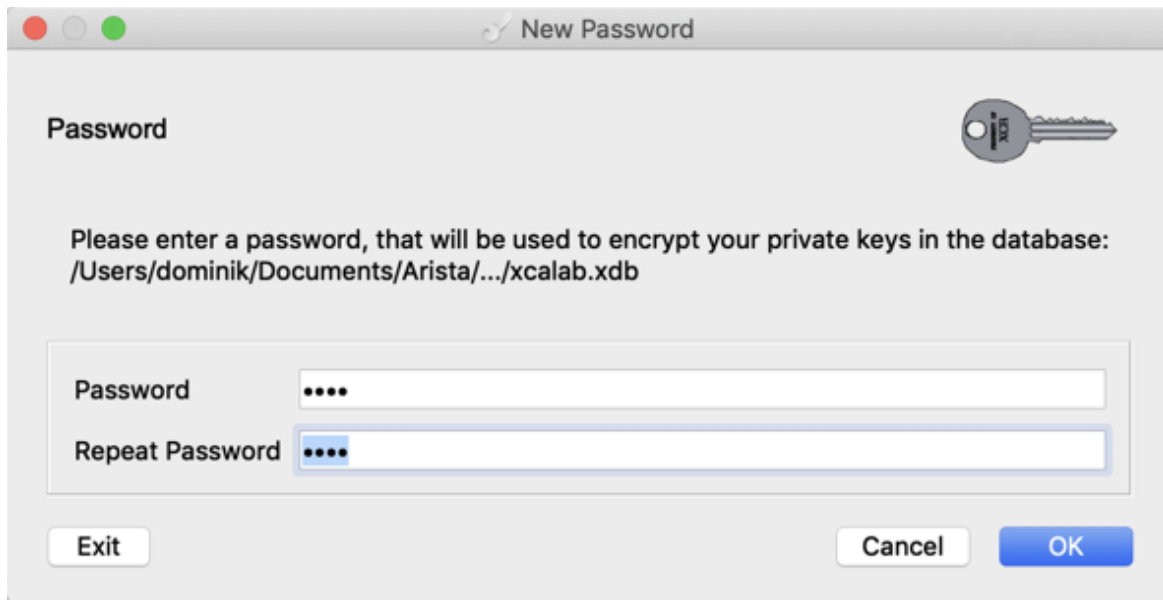 New Password
Password
XCA
Please enter a password, that will be used to encrypt your private keys in the database:
/Users/dominik/Documents/Arista/.../xcalab.xdb
Password ••••
Repeat Password ••••
Exit Cancel OK